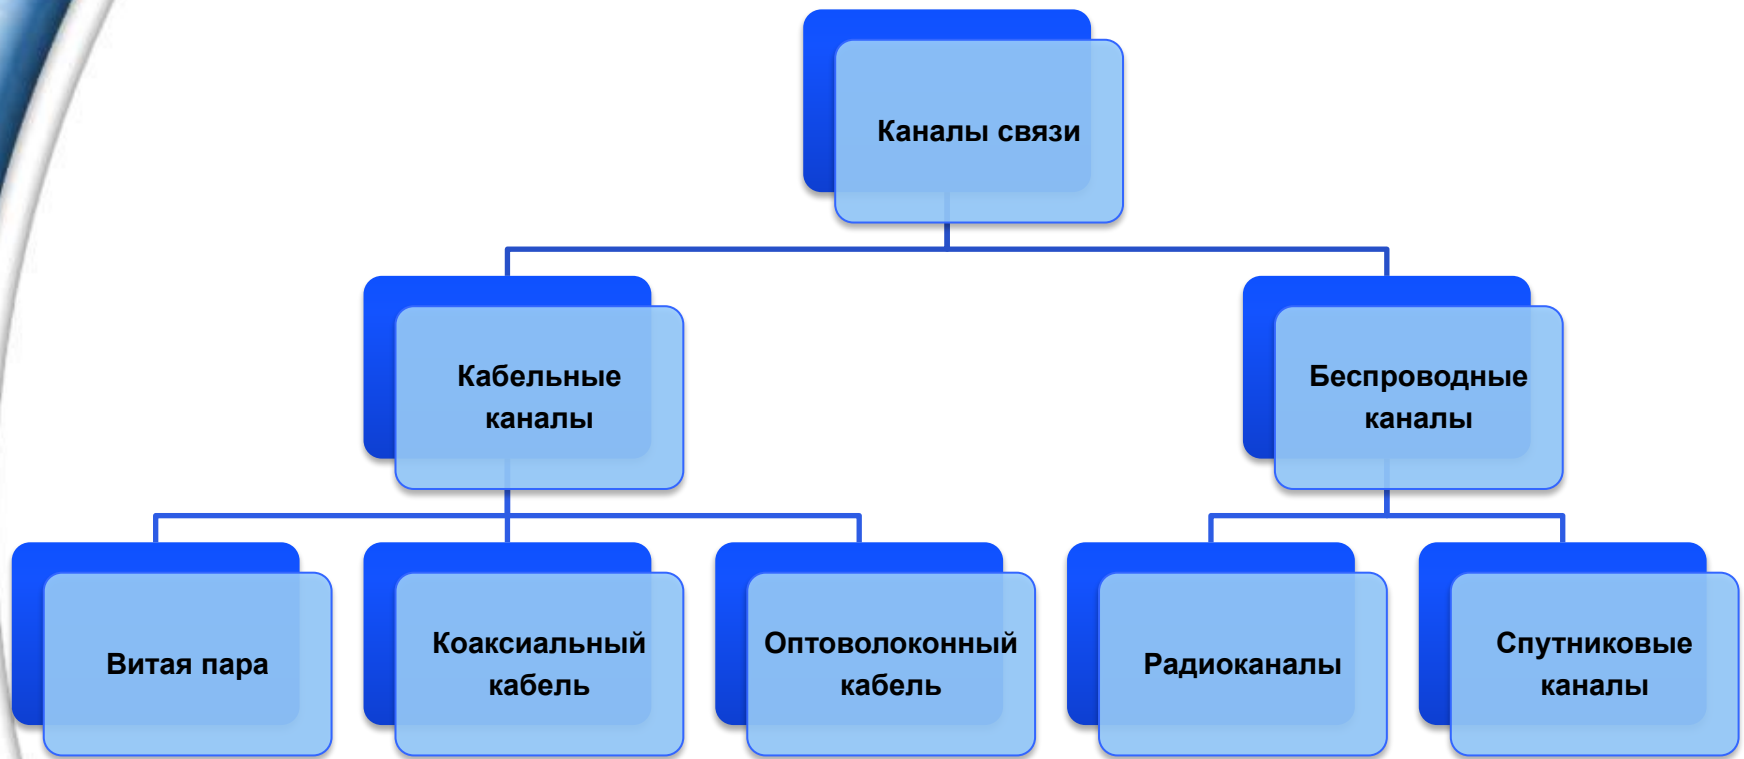 Каналы связи
Кабельные
каналы
Беспроводные
каналы
Витая пара
Коаксиальный
кабель
Оптоволоконный
кабель
Радиоканалы
Спутниковые
каналы